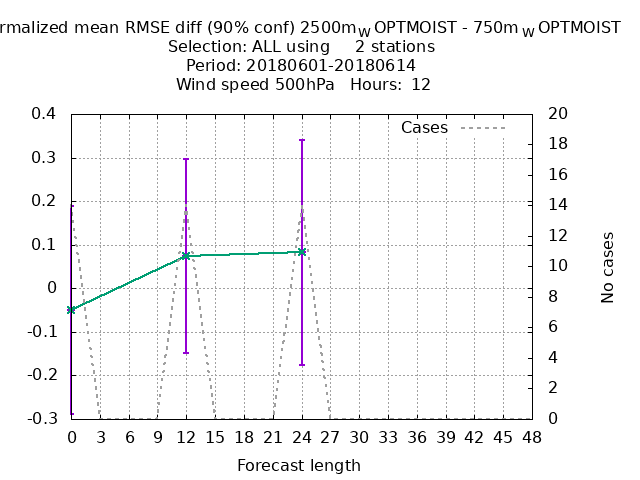 rmalized mean RMSE diff (90% conf) 2500m W OPTMOIST - 750m W OPTMOIST
Selection: ALL using 2 stations
Period: 20180601-20180614
Wind speed 500hPa Hours: 12
Cases
0.4
0.3
0.2
0.1
0
-0.1
-0.2
-0.3
20
18
16
14
12
10
8
6
4
2
0
No cases
0 3 6 9 12 15 18 21 24 27 30 33 36 39 42 45 48
Forecast length